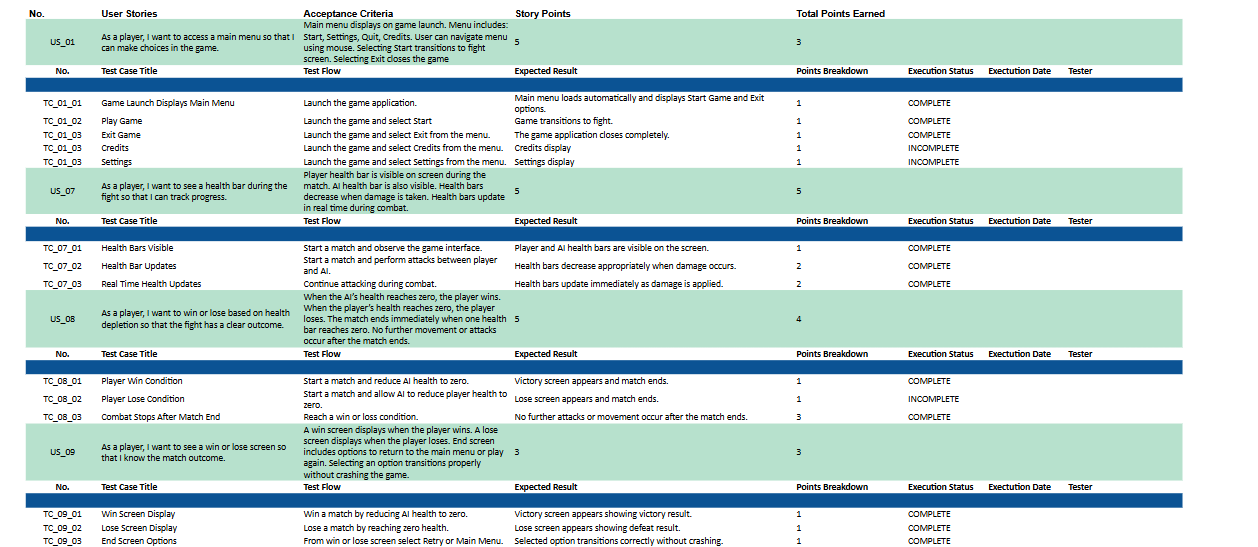 No. User Stories Acceptance Criteria Story Points Total Points Earned
US_01 As a player, I want to access a main menu so that I can make choices in the game. Main menu displays on game launch. Menu includes: Start, Settings, Quit, Credits. User can navigate menu using mouse. Selecting Start transitions to fight screen. Selecting Exit closes the game 5 3
No. Test Case Title Test Flow Expected Result Points Breakdown Execution Status Exectution Date Tester
TC_01_01 Game Launch Displays Main Menu Launch the game application. Main menu loads automatically and displays Start Game and Exit options. 1 COMPLETE
TC_01_02 Play Game Launch the game and select Start Game transitions to fight. 1 COMPLETE
TC_01_03 Exit Game Launch the game and select Exit from the menu. The game application closes completely. 1 COMPLETE
TC_01_03 Credits Launch the game and select Credits from the menu. Credits display 1 INCOMPLETE
TC_01_03 Settings Launch the game and select Settings from the menu. Settings display 1 INCOMPLETE
US_07 As a player, I want to see a health bar during the fight so that I can track progress. Player health bar is visible on screen during the match. AI health bar is also visible. Health bars decrease when damage is taken. Health bars update in real time during combat. 5 5
No. Test Case Title Test Flow Expected Result Points Breakdown Execution Status Exectution Date Tester
TC_07_01 Health Bars Visible Start a match and observe the game interface. Player and AI health bars are visible on the screen. 1 COMPLETE
TC_07_02 Health Bar Updates Start a match and perform attacks between player and AI. Health bars decrease appropriately when damage occurs. 2 COMPLETE
TC_07_03 Real Time Health Updates Continue attacking during combat. Health bars update immediately as damage is applied. 2 COMPLETE
US_08 As a player, I want to win or lose based on health depletion so that the fight has a clear outcome. When the AI's health reaches zero, the player wins. When the player's health reaches zero, the player loses. The match ends immediately when one health bar reaches zero. No further movement or attacks occur after the match ends. 5 4
No. Test Case Title Test Flow Expected Result Points Breakdown Execution Status Exectution Date Tester
TC_08_01 Player Win Condition Start a match and reduce AI health to zero. Victory screen appears and match ends. 1 COMPLETE
TC_08_02 Player Lose Condition Start a match and allow AI to reduce player health to zero. Lose screen appears and match ends. 1 INCOMPLETE
TC_08_03 Combat Stops After Match End Reach a win or loss condition. No further attacks or movement occur after the match ends. 3 COMPLETE
US_09 As a player, I want to see a win or lose screen so that I know the match outcome. A win screen displays when the player wins. A lose screen displays when the player loses. End screen includes options to return to the main menu or play again. Selecting an option transitions properly without crashing the game. 3 3
No. Test Case Title Test Flow Expected Result Points Breakdown Execution Status Exectution Date Tester
TC_09_01 Win Screen Display Win a match by reducing AI health to zero. Victory screen appears showing victory result. 1 COMPLETE
TC_09_02 Lose Screen Display Lose a match by reaching zero health. Lose screen appears showing defeat result. 1 COMPLETE
TC_09_03 End Screen Options From win or lose screen select Retry or Main Menu. Selected option transitions correctly without crashing. 1 COMPLETE